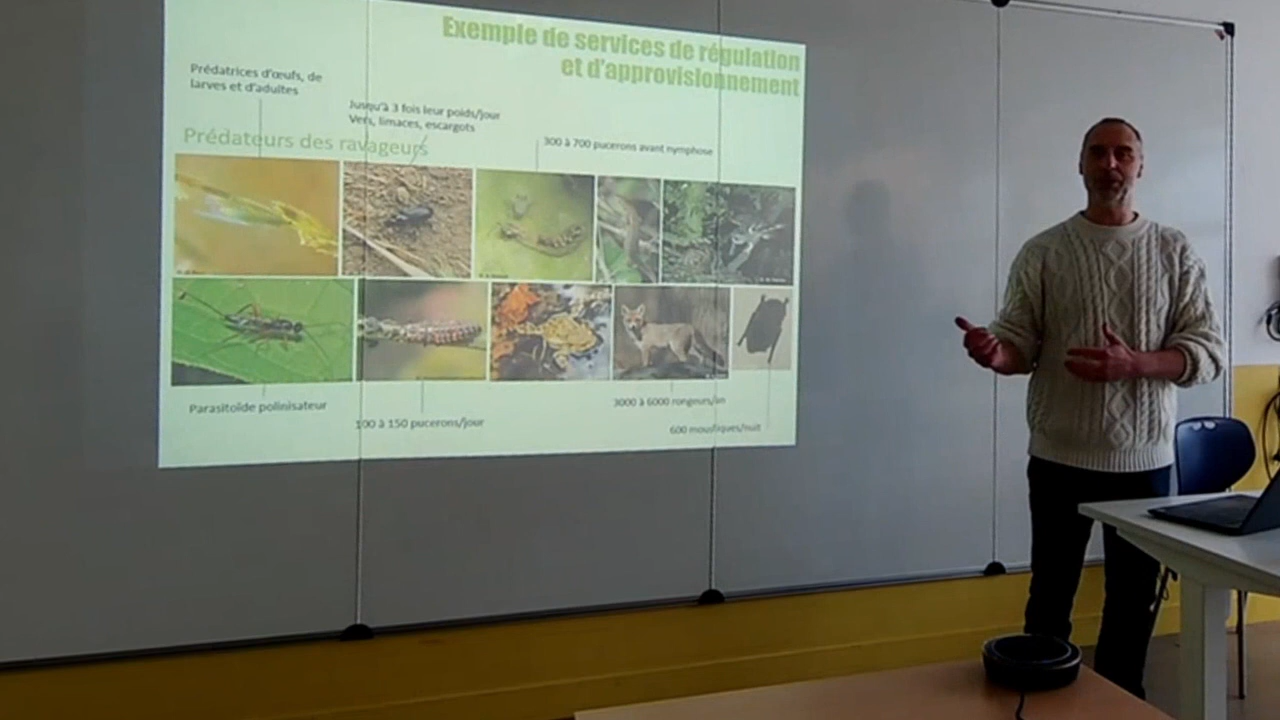 Exemple de services de régulation
et d'approvisionnement
Prédatrices d'œufs, de
larves et d'adultes
Jusqu'à 3 fois leur poids/jour
Vers, limaces, escargots
300 à 700 pucerons avant nymphose
Prédateurs des ravageurs
Parasitoïde polinisateur
100 à 150 pucerons/jour
3000 à 6000 rongeurs/an
600 moustiques/nuit